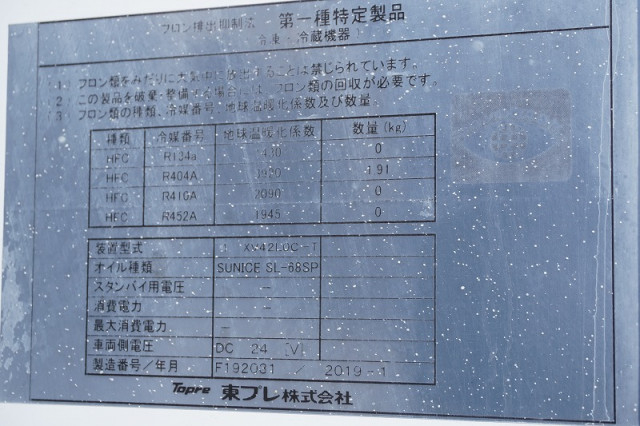 フロン排出抑制法 第一種特定製品
冷凍・冷蔵機器
1. フロン類をみだりに大気中に放出することは禁じられています。
2. この製品を破棄・整備する場合には、フロン類の回収が必要です。
3. フロン類の種類、冷媒番号、地球温暖化係数及び数量。
種類 冷媒番号 地球温暖化係数 数量(kg)
HFC R134a 1430 0
HFC R404A 3920 1.91
HFC R410A 2090 0
HFC R452A 1945 0
装置型式
オイル種類 SUNICE SL-68SP
スタンバイ用電圧 －
消費電力 －
最大消費電力 －
車両側電圧 DC 24 [V]
製造番号／年月 F192031 ／ 2019-1
Topre 東プレ株式会社